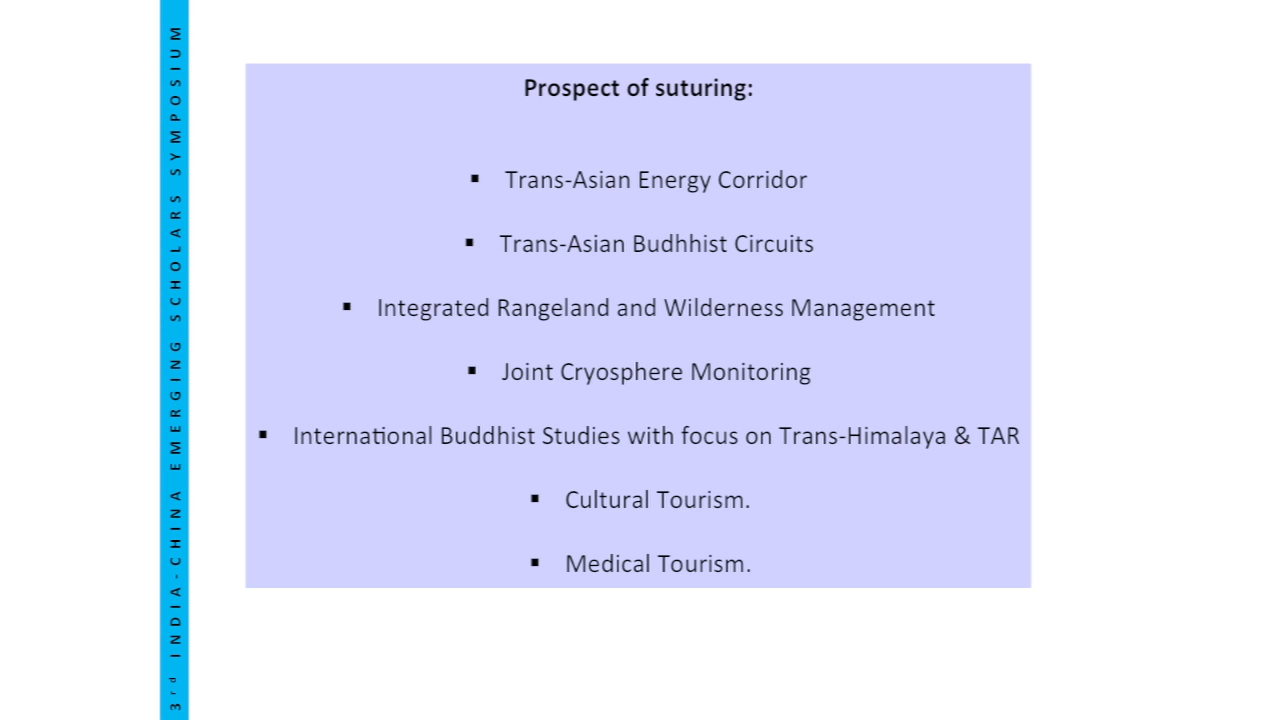 3rd INDIA-CHINA EMERGING SCHOLARS SYMPOSIUM
Prospect of suturing:
▪ Trans-Asian Energy Corridor
▪ Trans-Asian Budhhist Circuits
▪ Integrated Rangeland and Wilderness Management
▪ Joint Cryosphere Monitoring
▪ International Buddhist Studies with focus on Trans-Himalaya & TAR
▪ Cultural Tourism.
▪ Medical Tourism.